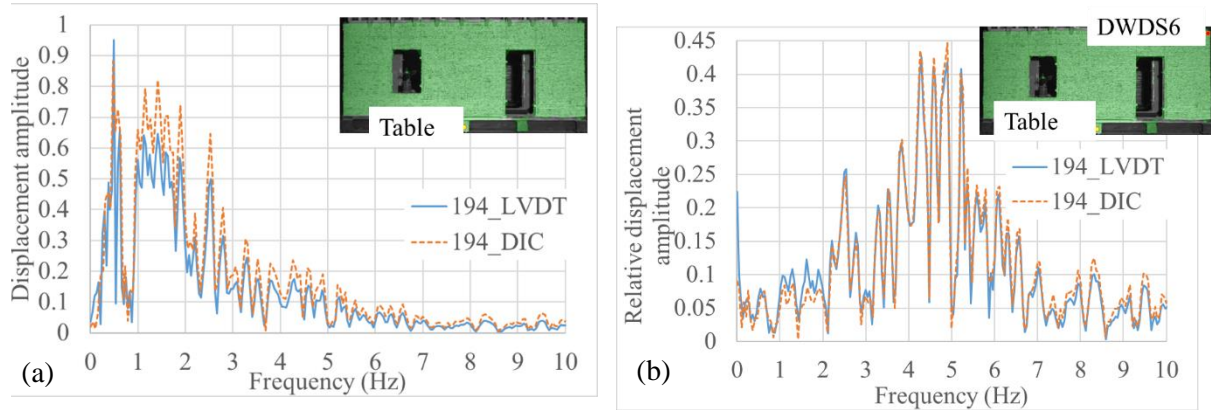 1
0.9
0.8
0.7
0.6
0.5
0.4
0.3
0.2
0.1
0
Displacement amplitude
Table
194_LVDT
194_DIC
0 1 2 3 4 5 6 7 8 9 10
Frequency (Hz)
(a)
0.45
0.4
0.35
0.3
0.25
0.2
0.15
0.1
0.05
0
Relative displacement
amplitude
DWDS6
Table
194_LVDT
194_DIC
0 1 2 3 4 5 6 7 8 9 10
Frequency (Hz)
(b)